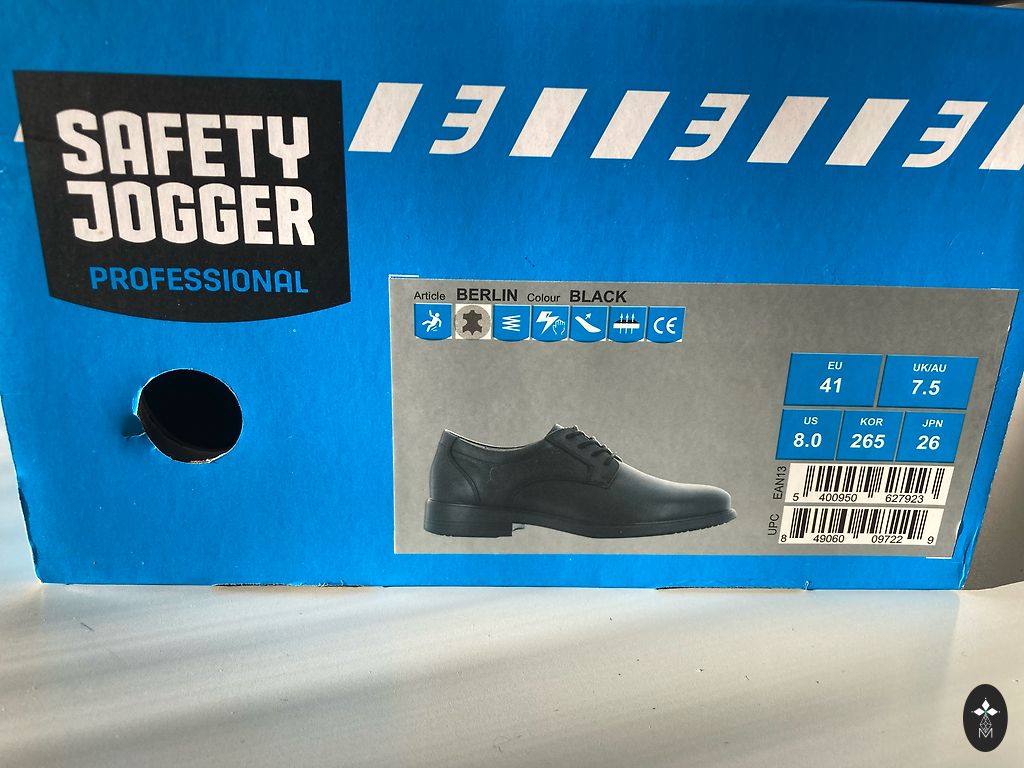 SAFETY
JOGGER
PROFESSIONAL
Article BERLIN Colour BLACK
CE
EU
41
UK/AU
7.5
US
8.0
KOR
265
JPN
26
EAN13
5 400950 627923
UPC
8 49060 09722 9
M